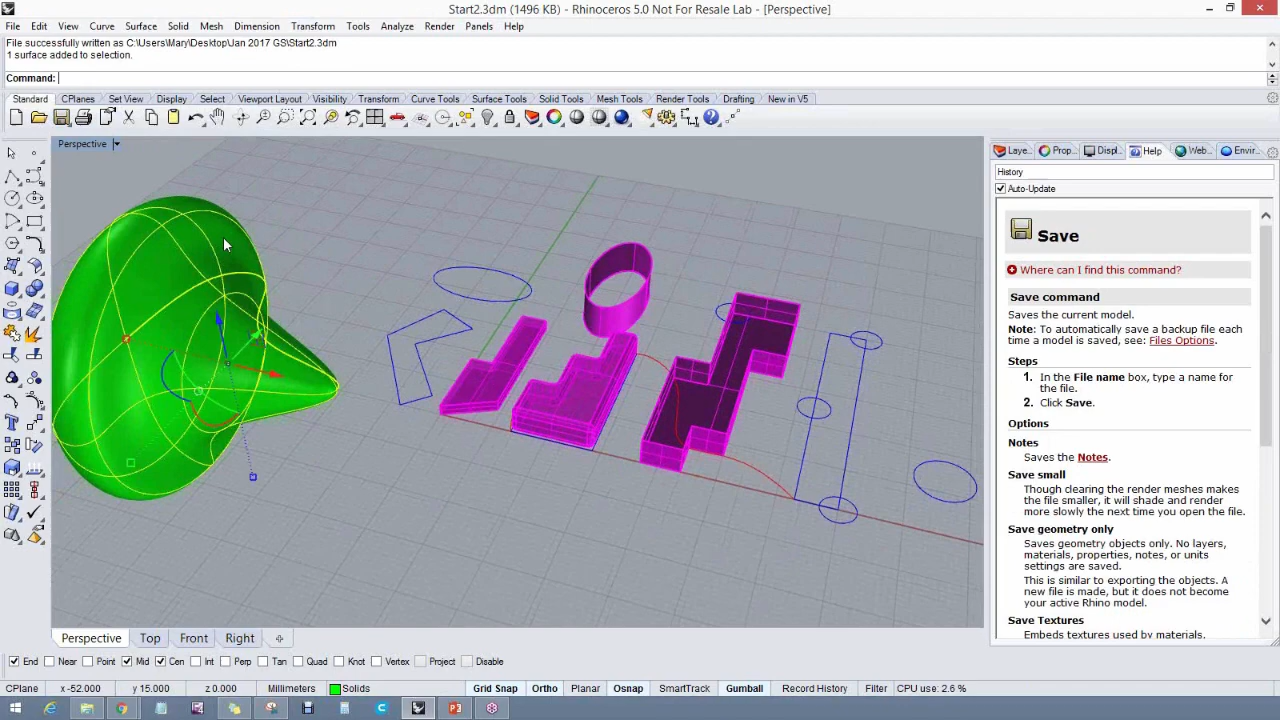 Start2.3dm (1496 KB) - Rhinoceros 5.0 Not For Resale Lab - [Perspective]
File Edit View Curve Surface Solid Mesh Dimension Transform Tools Analyze Render Panels Help
File successfully written as C:\Users\Mary\Desktop\Jan 2017 GS\Start2.3dm
1 surface added to selection.
Command:
Standard CPlanes Set View Display Select Viewport Layout Visibility Transform Curve Tools Surface Tools Solid Tools Mesh Tools Render Tools Drafting New in V5
Perspective
Laye... Prop... Displ... Help Web... Envir...
History
Auto-Update
Save
Where can I find this command?
Save command
Saves the current model.
Note: To automatically save a backup file each
time a model is saved, see: Files Options.
Steps
1. In the File name box, type a name for
the file.
2. Click Save.
Options
Notes
Saves the Notes.
Save small
Though clearing the render meshes makes
the file smaller, it will shade and render
more slowly the next time you open the file.
Save geometry only
Saves geometry objects only. No layers,
materials, properties, notes, or units
settings are saved.
This is similar to exporting the objects. A
new file is made, but it does not become
your active Rhino model.
Save Textures
Embeds textures used by materials.
Perspective Top Front Right
End Near Point Mid Cen Int Perp Tan Quad Knot Vertex Project Disable
CPlane x -52.000 y 15.000 z 0.000 Millimeters Solids Grid Snap Ortho Planar Osnap SmartTrack Gumball Record History Filter CPU use: 2.6 %